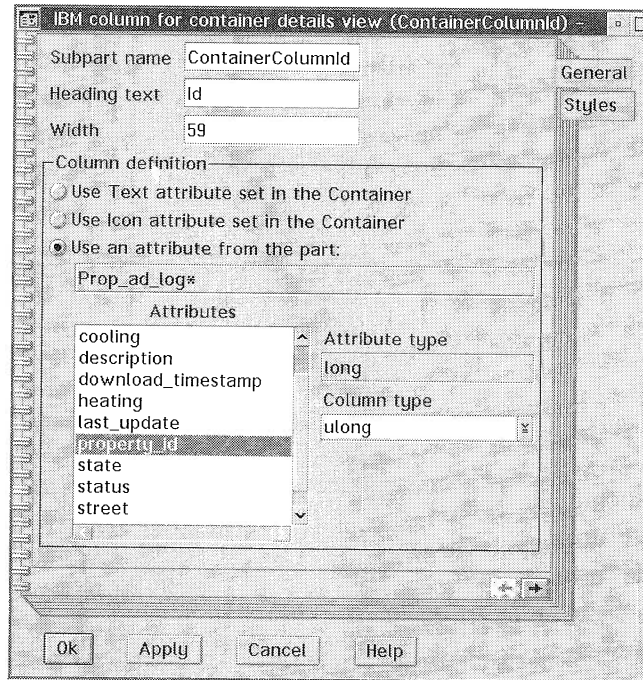 IBM column for container details view (ContainerColumnId) -
Subpart name ContainerColumnId
Heading text Id
Width 59
General
Styles
Column definition
Use Text attribute set in the Container
Use Icon attribute set in the Container
Use an attribute from the part:
Prop_ad_log*
Attributes
cooling
description
download_timestamp
heating
last_update
property_id
state
status
street
Attribute type
long
Column type
ulong
Ok Apply Cancel Help